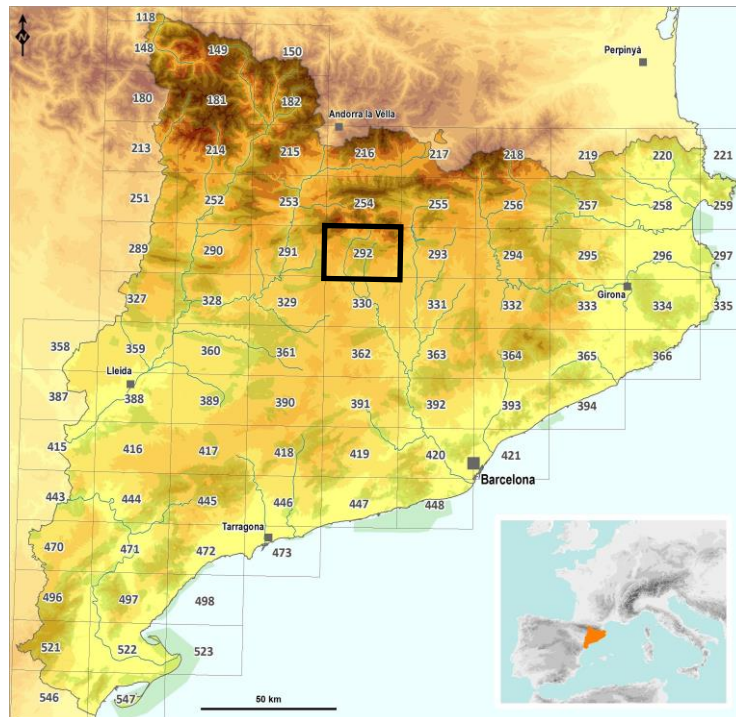 118
Perpinyà
N
148 149 150
180 181 182
Andorra la Vella
213 214 215 216 217 218 219 220 221
251 252 253 254 255 256 257 258 259
289 290 291 292 293 294 295 296 297
Girona
327 328 329 330 331 332 333 334 335
358 359 360 361 362 363 364 365 366
Lleida
387 388 389 390 391 392 393 394
415 416 417 418 419 420 421
Barcelona
443 444 445 446 447 448
Tarragona
470 471 472 473
496 497 498
521 522 523
546 547
50 km